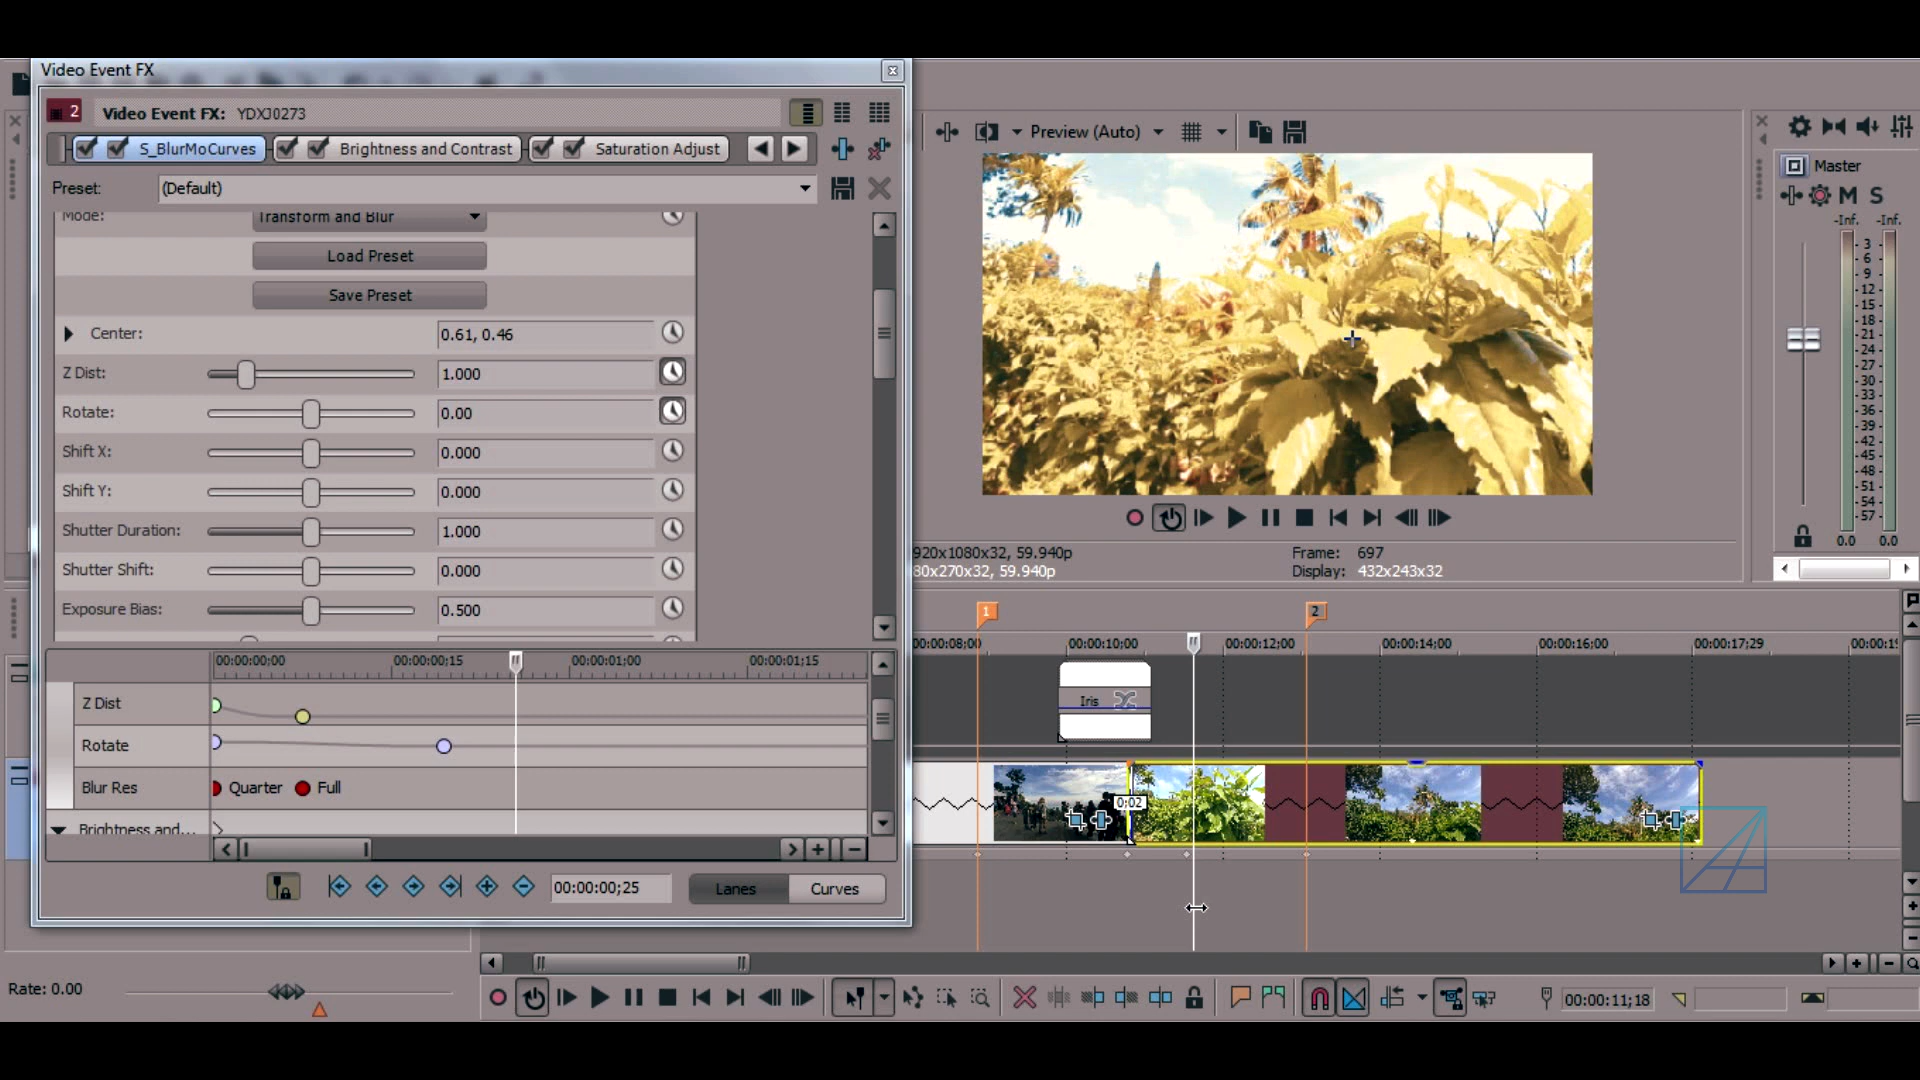 Video Event FX
2 Video Event FX: YDXJ0273
S_BlurMoCurves Brightness and Contrast Saturation Adjust
Preset: (Default)
Mode: Transform and Blur
Load Preset
Save Preset
Center: 0.61, 0.46
Z Dist: 1.000
Rotate: 0.00
Shift X: 0.000
Shift Y: 0.000
Shutter Duration: 1.000
Shutter Shift: 0.000
Exposure Bias: 0.500
00:00:00;00 00:00:00;15 00:00:01;00 00:00:01;15
Z Dist
Rotate
Blur Res Quarter Full
Brightness and...
00:00:00;25 Lanes Curves
Rate: 0.00
Preview (Auto)
920x1080x32, 59.940p
80x270x32, 59.940p
Frame: 697
Display: 432x243x32
Master
M S
-Inf. -Inf.
3
6
9
12
15
18
21
24
27
30
33
36
39
42
45
48
51
54
57
0.0 0.0
1 2
00:00:08;00 00:00:10;00 00:00:12;00 00:00:14;00 00:00:16;00 00:00:17;29 00:00:19
Iris
0;02
00:00:11;18